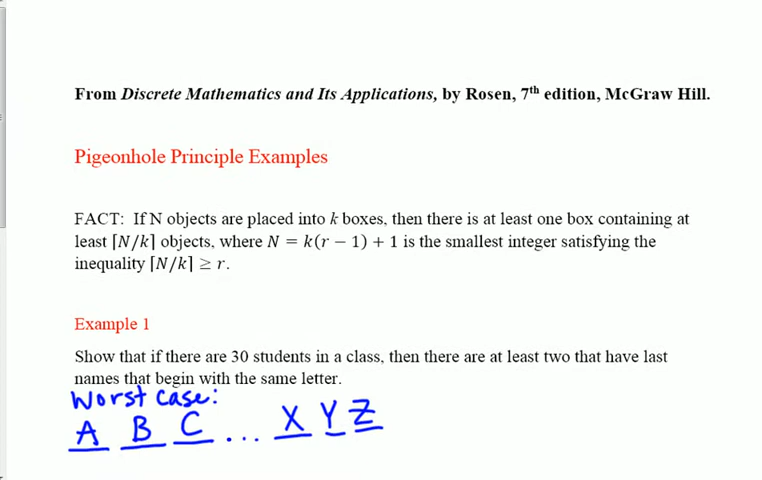 From Discrete Mathematics and Its Applications, by Rosen, 7th edition, McGraw Hill.
Pigeonhole Principle Examples
FACT: If N objects are placed into k boxes, then there is at least one box containing at
least ⌈N/k⌉ objects, where N = k(r − 1) + 1 is the smallest integer satisfying the
inequality ⌈N/k⌉ ≥ r.
Example 1
Show that if there are 30 students in a class, then there are at least two that have last
names that begin with the same letter.
Worst case:
A B C ... X Y Z